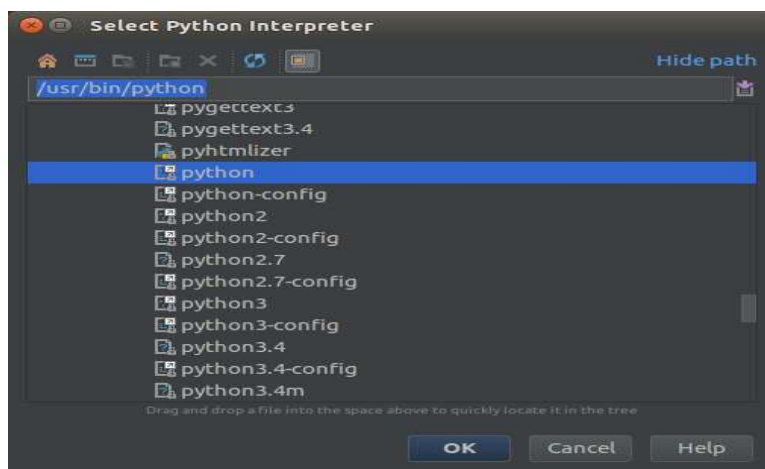 Select Python Interpreter
Hide path
/usr/bin/python
pygettext3
pygettext3.4
pyhtmlizer
python
python-config
python2
python2-config
python2.7
python2.7-config
python3
python3-config
python3.4
python3.4-config
python3.4m
Drag and drop a file into the space above to quickly locate it in the tree
OK Cancel Help